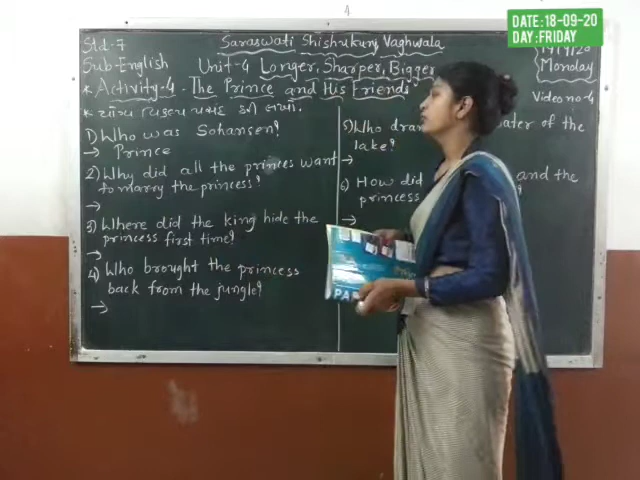 4
DATE:18-09-20
DAY:FRIDAY
Std-7
Saraswati Shishukunj Vaghwala
Sub-English
Unit-4 Longer, Sharper, Bigger
Monday
* Activity-4 - The Prince and His Friends
Video no-4
1) Who was Sohansen?
→ Prince
2) Why did all the princes want
to marry the princess?
→
3) Where did the king hide the
princess first time?
→
4) Who brought the princess
back from the jungle?
→
5) Who water of the
lake?
→
6) How did and the
princess ?
→
PA